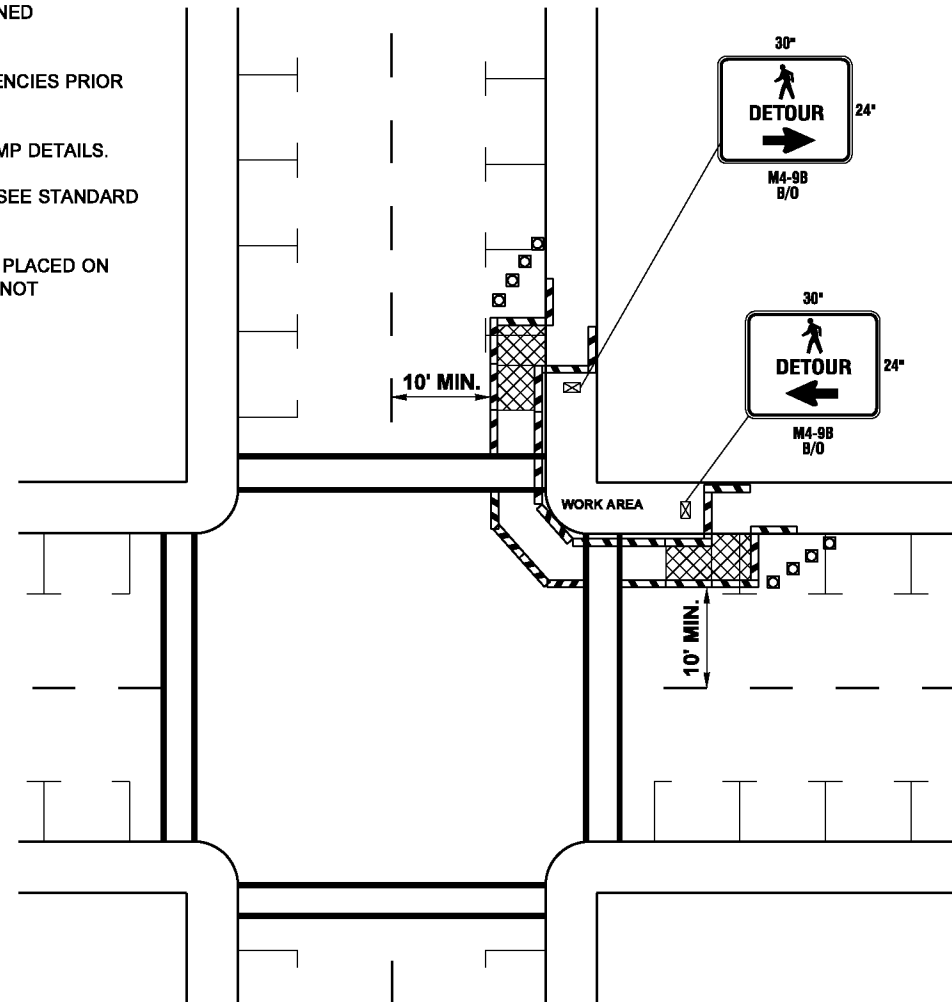 NED
ENCIES PRIOR
MP DETAILS.
SEE STANDARD
PLACED ON
NOT
30"
DETOUR
24"
M4-9B
B/O
30"
DETOUR
24"
M4-9B
B/O
10' MIN.
WORK AREA
10' MIN.